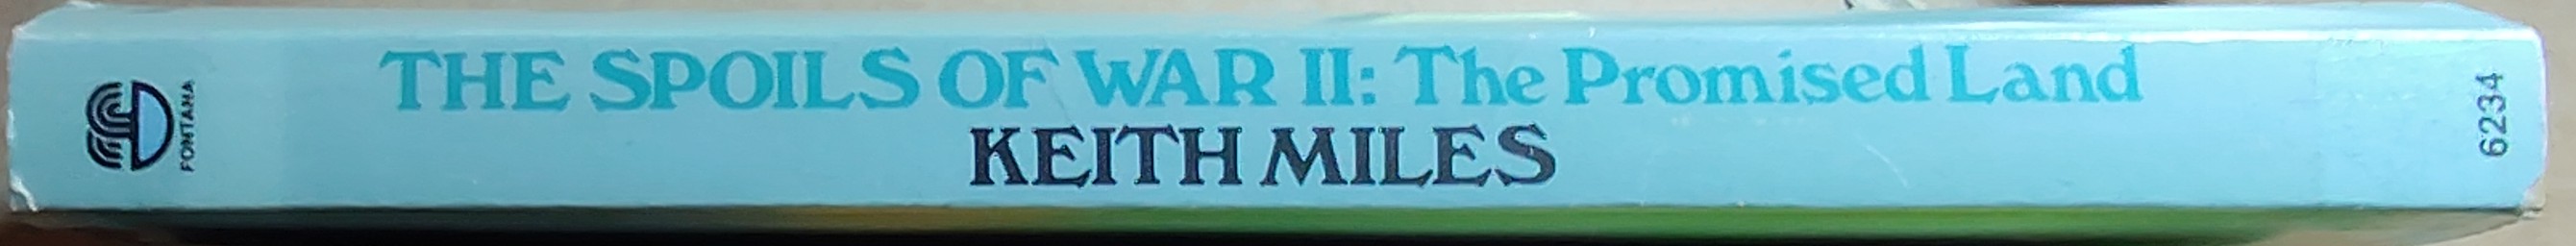 FONTANA
THE SPOILS OF WAR II: The Promised Land
KEITH MILES
6234